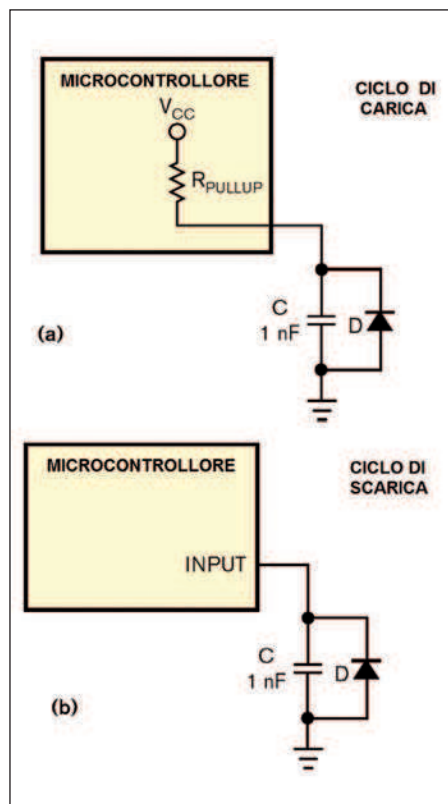 MICROCONTROLLORE
CICLO DI
CARICA
VCC
RPULLUP
C
1 nF
D
(a)
MICROCONTROLLORE
CICLO DI
SCARICA
INPUT
C
1 nF
D
(b)